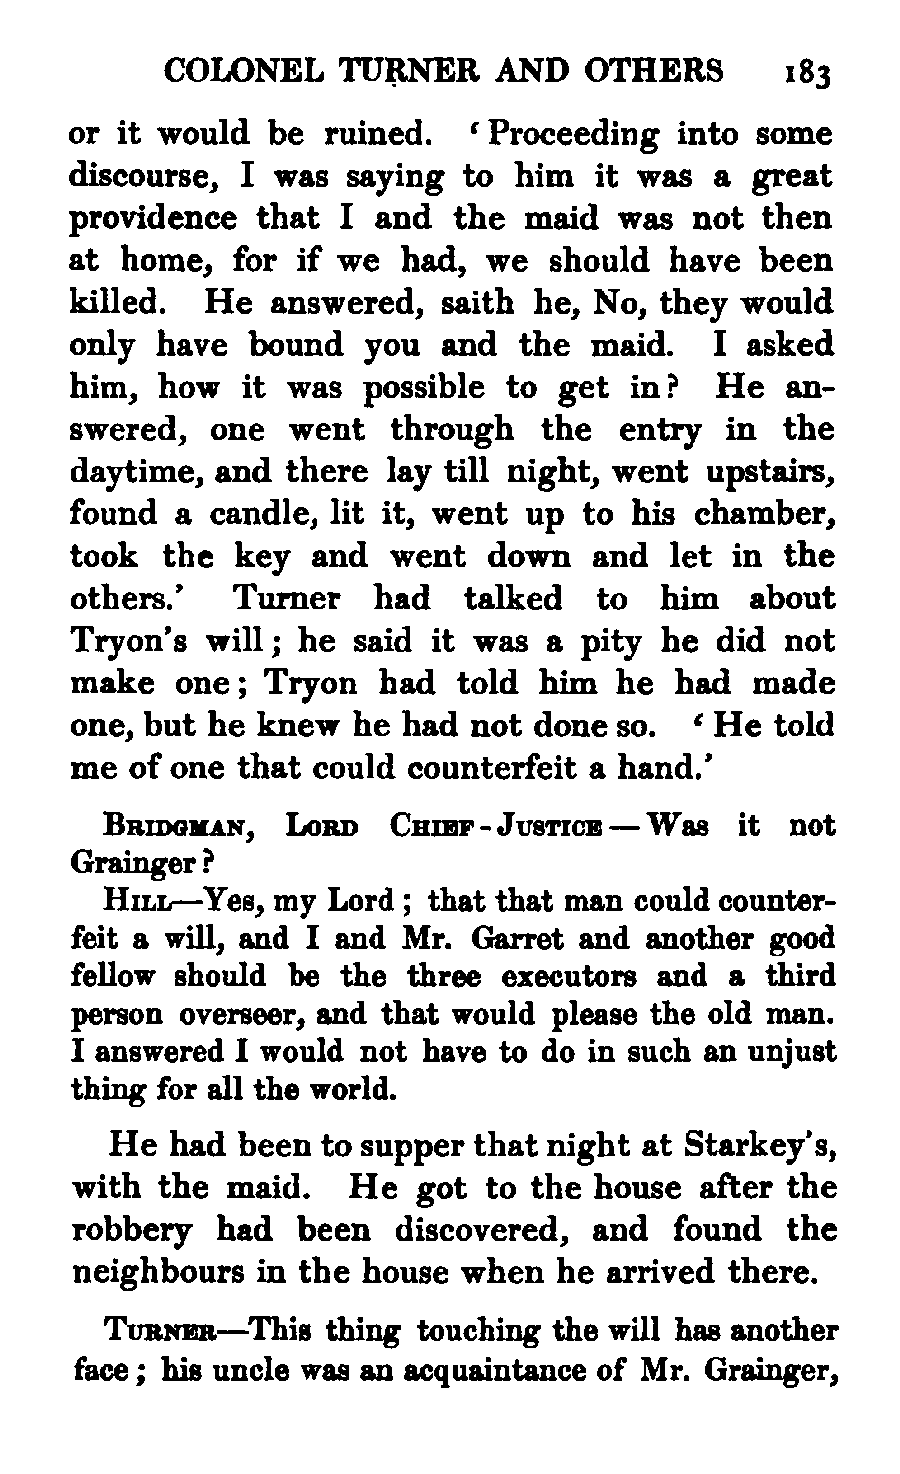 COLONEL TURNER AND OTHERS 183
or it would be ruined. ‘ Proceeding into some
discourse, I was saying to him it was a great
providence that I and the maid was not then
at home, for if we had, we should have been
killed. He answered, saith he, No, they would
only have bound you and the maid. I asked
him, how it was possible to get in? He an-
swered, one went through the entry in the
daytime, and there lay till night, went upstairs,
found a candle, lit it, went up to his chamber,
took the key and went down and let in the
others.’ Turner had talked to him about
Tryon's will; he said it was a pity he did not
make one; Tryon had told him he had made
one, but he knew he had not done so. ‘ He told
me of one that could counterfeit a hand.’
BRIDGMAN, LORD CHIEF-JUSTICE—Was it not
Grainger?
HILL—Yes, my Lord; that that man could counter-
feit a will, and I and Mr. Garret and another good
fellow should be the three executors and a third
person overseer, and that would please the old man.
I answered I would not have to do in such an unjust
thing for all the world.
He had been to supper that night at Starkey's,
with the maid. He got to the house after the
robbery had been discovered, and found the
neighbours in the house when he arrived there.
TURNER—This thing touching the will has another
face; his uncle was an acquaintance of Mr. Grainger,